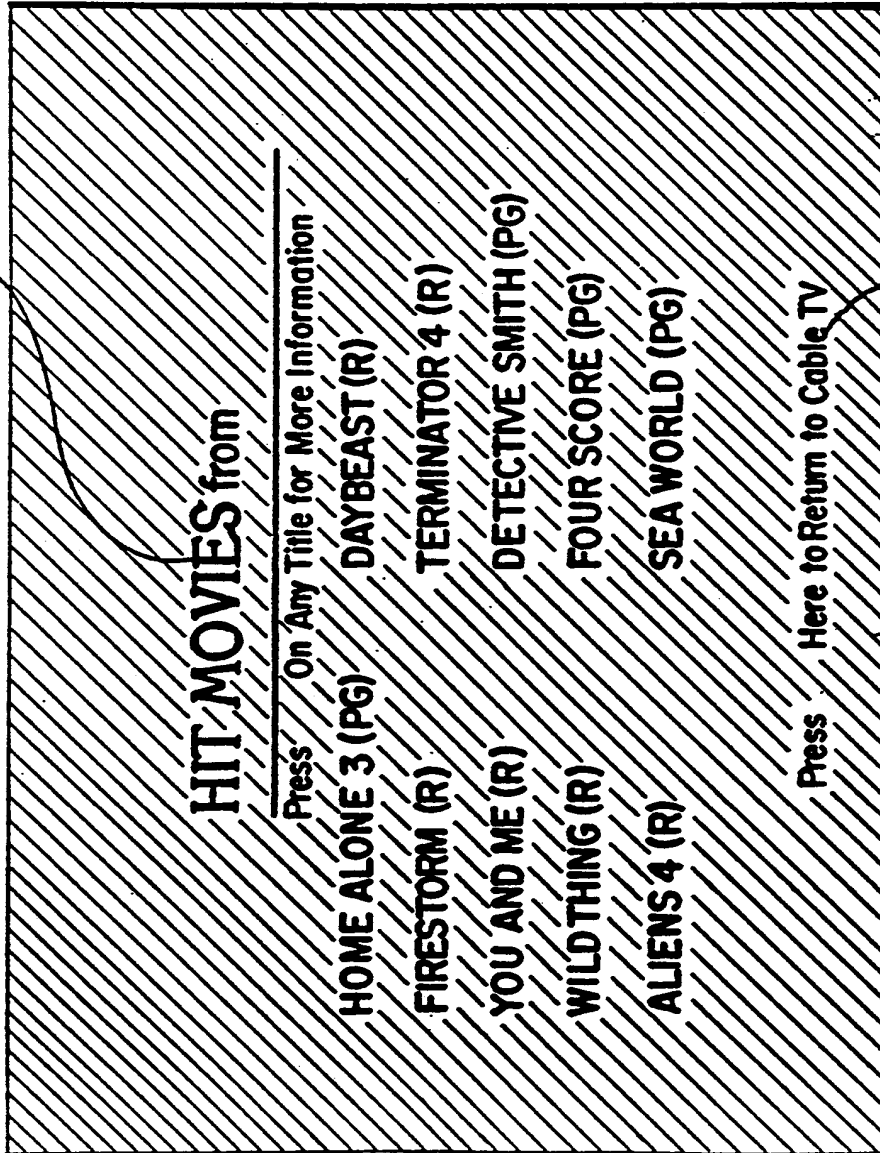 HIT MOVIES from
Press On Any Title for More Information
HOME ALONE 3 (PG) DAYBEAST (R)
FIRESTORM (R) TERMINATOR 4 (R)
YOU AND ME (R) DETECTIVE SMITH (PG)
WILD THING (R) FOUR SCORE (PG)
ALIENS 4 (R) SEA WORLD (PG)
Press Here to Return to Cable TV